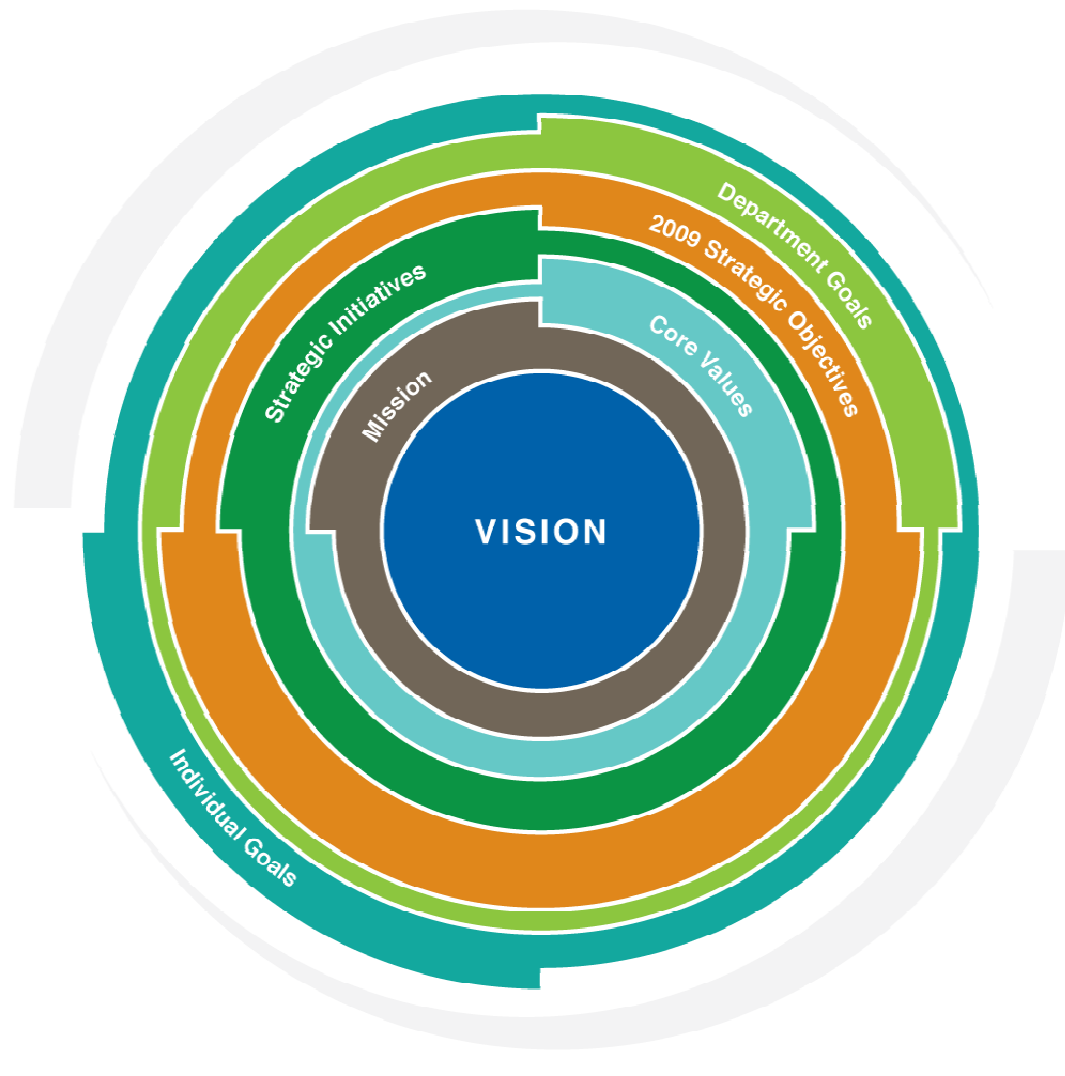 Department Goals
2009 Strategic Objectives
Strategic Initiatives
Core Values
Mission
VISION
Individual Goals